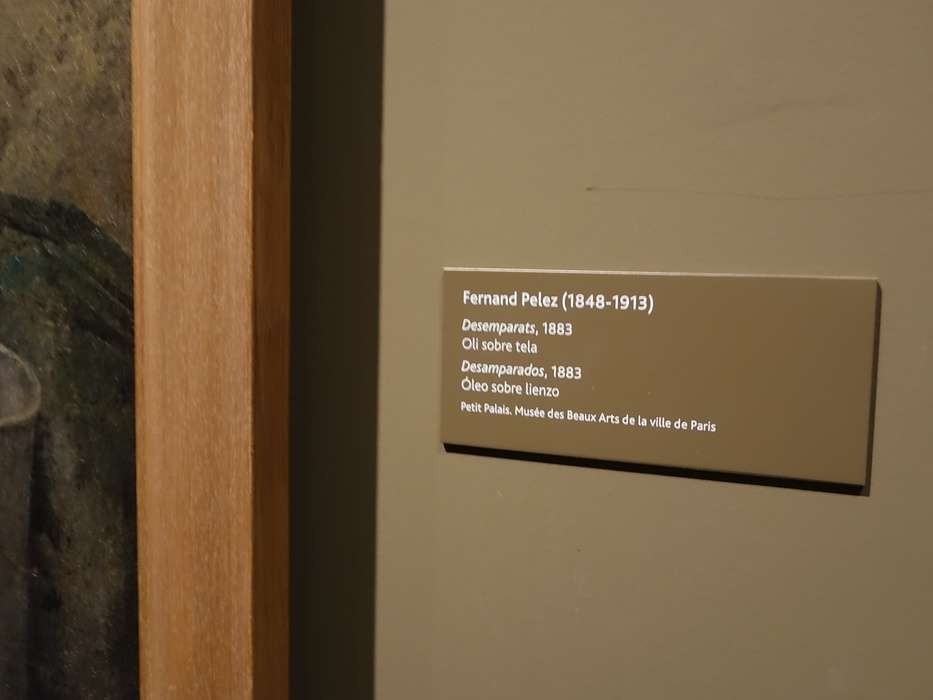 Fernand Pelez (1848-1913)
Desemparats, 1883
Oli sobre tela
Desamparados, 1883
Óleo sobre lienzo
Petit Palais. Musée des Beaux Arts de la ville de Paris